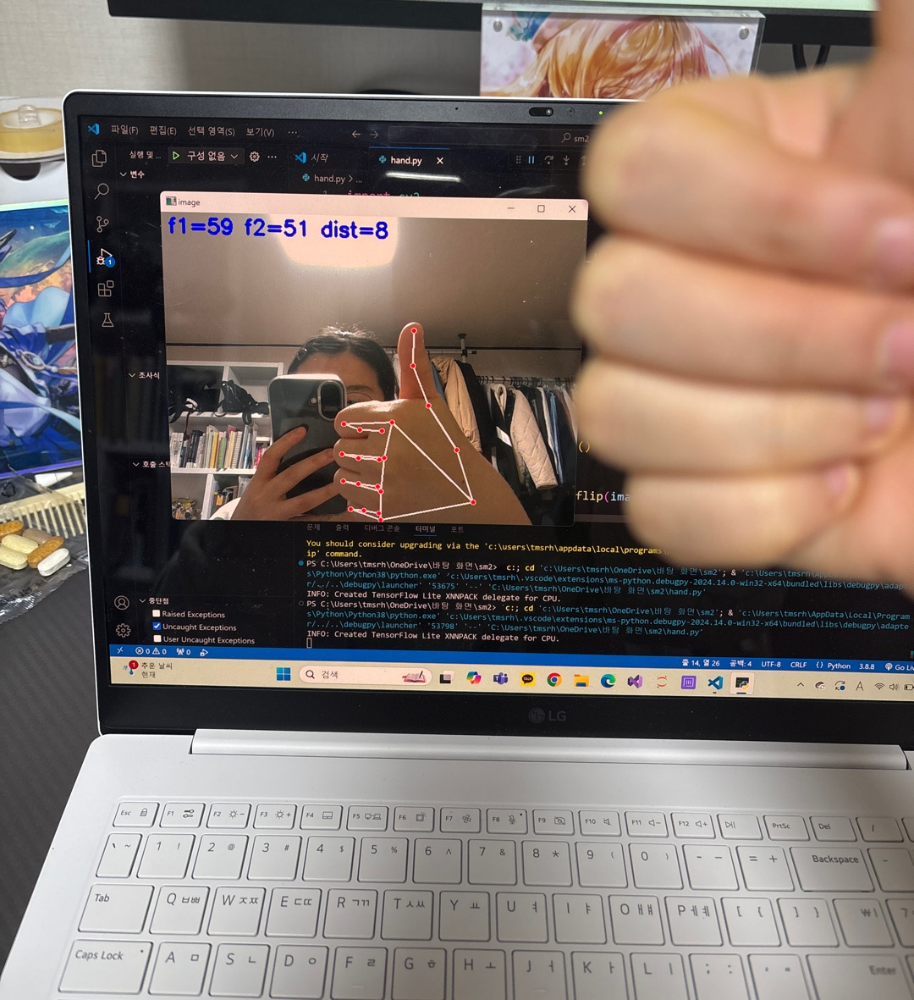 파일(F) 편집(E) 선택 영역(S) 보기(V) ···
sm2
실행 및 ... 구성 없음
시작
hand.py
변수
hand.py > ...
1 import cv2
image
f1=59 f2=51 dist=8
조사식
호출 스택
()
flip(ima
문제 출력 디버그 콘솔 터미널 포트
You should consider upgrading via the 'c:\users\tmsrh\appdata\local\programs\
ip' command.
PS C:\Users\tmsrh\OneDrive\바탕 화면\sm2> c:; cd 'c:\Users\tmsrh\OneDrive\바탕 화면\sm2'; & 'c:\Users\tmsrh\App
s\Python\Python38\python.exe' 'c:\Users\tmsrh\.vscode\extensions\ms-python.debugpy-2024.14.0-win32-x64\bundled\libs\debugpy\adapte
r/../..\debugpy\launcher' '53675' '--' 'C:\Users\tmsrh\OneDrive\바탕 화면\sm2\hand.py'
INFO: Created TensorFlow Lite XNNPACK delegate for CPU.
PS C:\Users\tmsrh\OneDrive\바탕 화면\sm2> c:; cd 'c:\Users\tmsrh\OneDrive\바탕 화면\sm2'; & 'c:\Users\tmsrh\AppData\Local\Program
s\Python\Python38\python.exe' 'c:\Users\tmsrh\.vscode\extensions\ms-python.debugpy-2024.14.0-win32-x64\bundled\libs\debugpy\adapte
r/../..\debugpy\launcher' '53798' '--' 'C:\Users\tmsrh\OneDrive\바탕 화면\sm2\hand.py'
INFO: Created TensorFlow Lite XNNPACK delegate for CPU.
중단점
Raised Exceptions
Uncaught Exceptions
User Uncaught Exceptions
0 0 0
줄 14, 열 26 공백: 4 UTF-8 CRLF {} Python 3.8.8 Go Liv
1 추운 날씨
현재
검색
TALK
A
LG
Esc F1 F2 F3 F4 F5 F6 F7 F8 F9 F10 F11 F12 PrtSc Del /
\ ~ 1 ! 2 @ 3 # 4 $ 5 % 6 ^ 7 & 8 * 9 ( 0 ) - – = + Backspace -
Tab Q ㅂㅃ W ㅈㅉ E ㄷㄸ R ㄱㄲ T ㅅㅆ Y ㅛ U ㅕ I ㅑ O ㅐㅒ P ㅔㅖ [ { ] } ₩ | 7
Caps Lock A ㅁ S ㄴ D ㅇ F ㄹ G ㅎ H ㅗ J ㅓ K ㅏ L ㅣ ; : ' " Enter